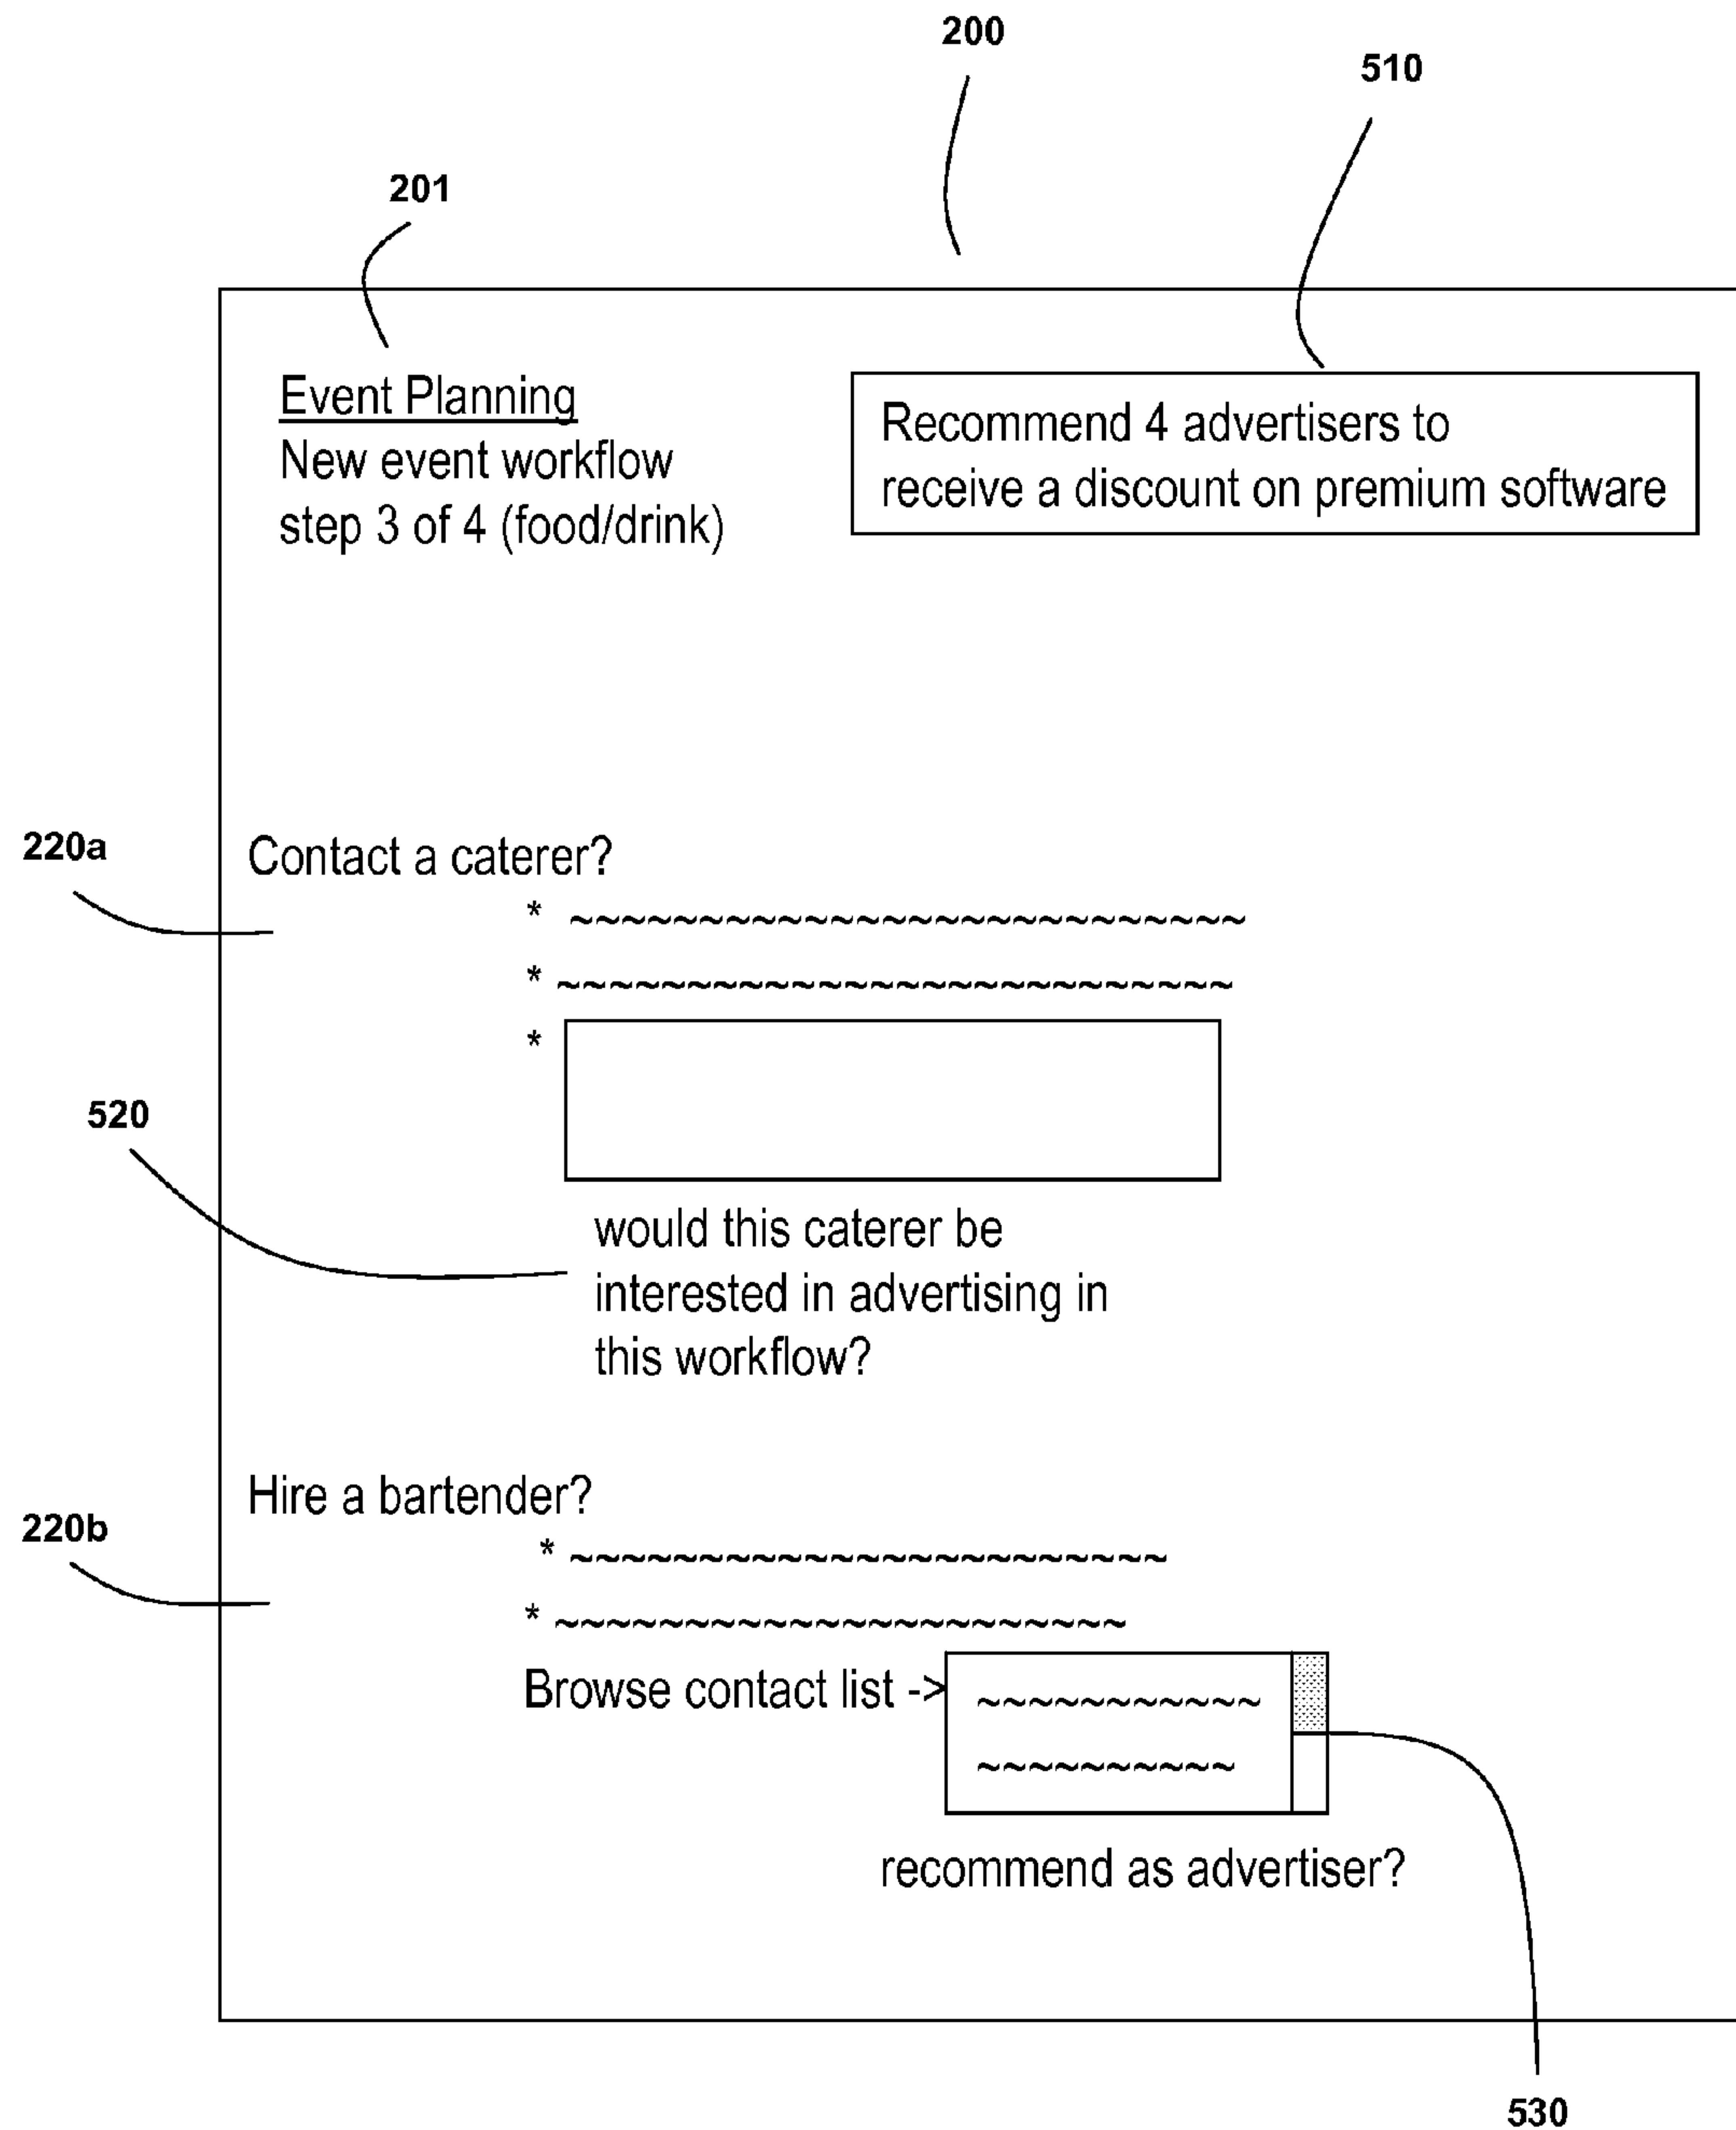 200
510
201
Event Planning
New event workflow
step 3 of 4 (food/drink)
Recommend 4 advertisers to
receive a discount on premium software
220a
Contact a caterer?
* ~~~~~~~~~~~~~~~~~~~~~~~~~~
* ~~~~~~~~~~~~~~~~~~~~~~~~~~
*
520
would this caterer be
interested in advertising in
this workflow?
Hire a bartender?
220b
* ~~~~~~~~~~~~~~~~~~~~~~~
* ~~~~~~~~~~~~~~~~~~~~~~
Browse contact list -> ~~~~~~~~~~~
~~~~~~~~~~
recommend as advertiser?
530